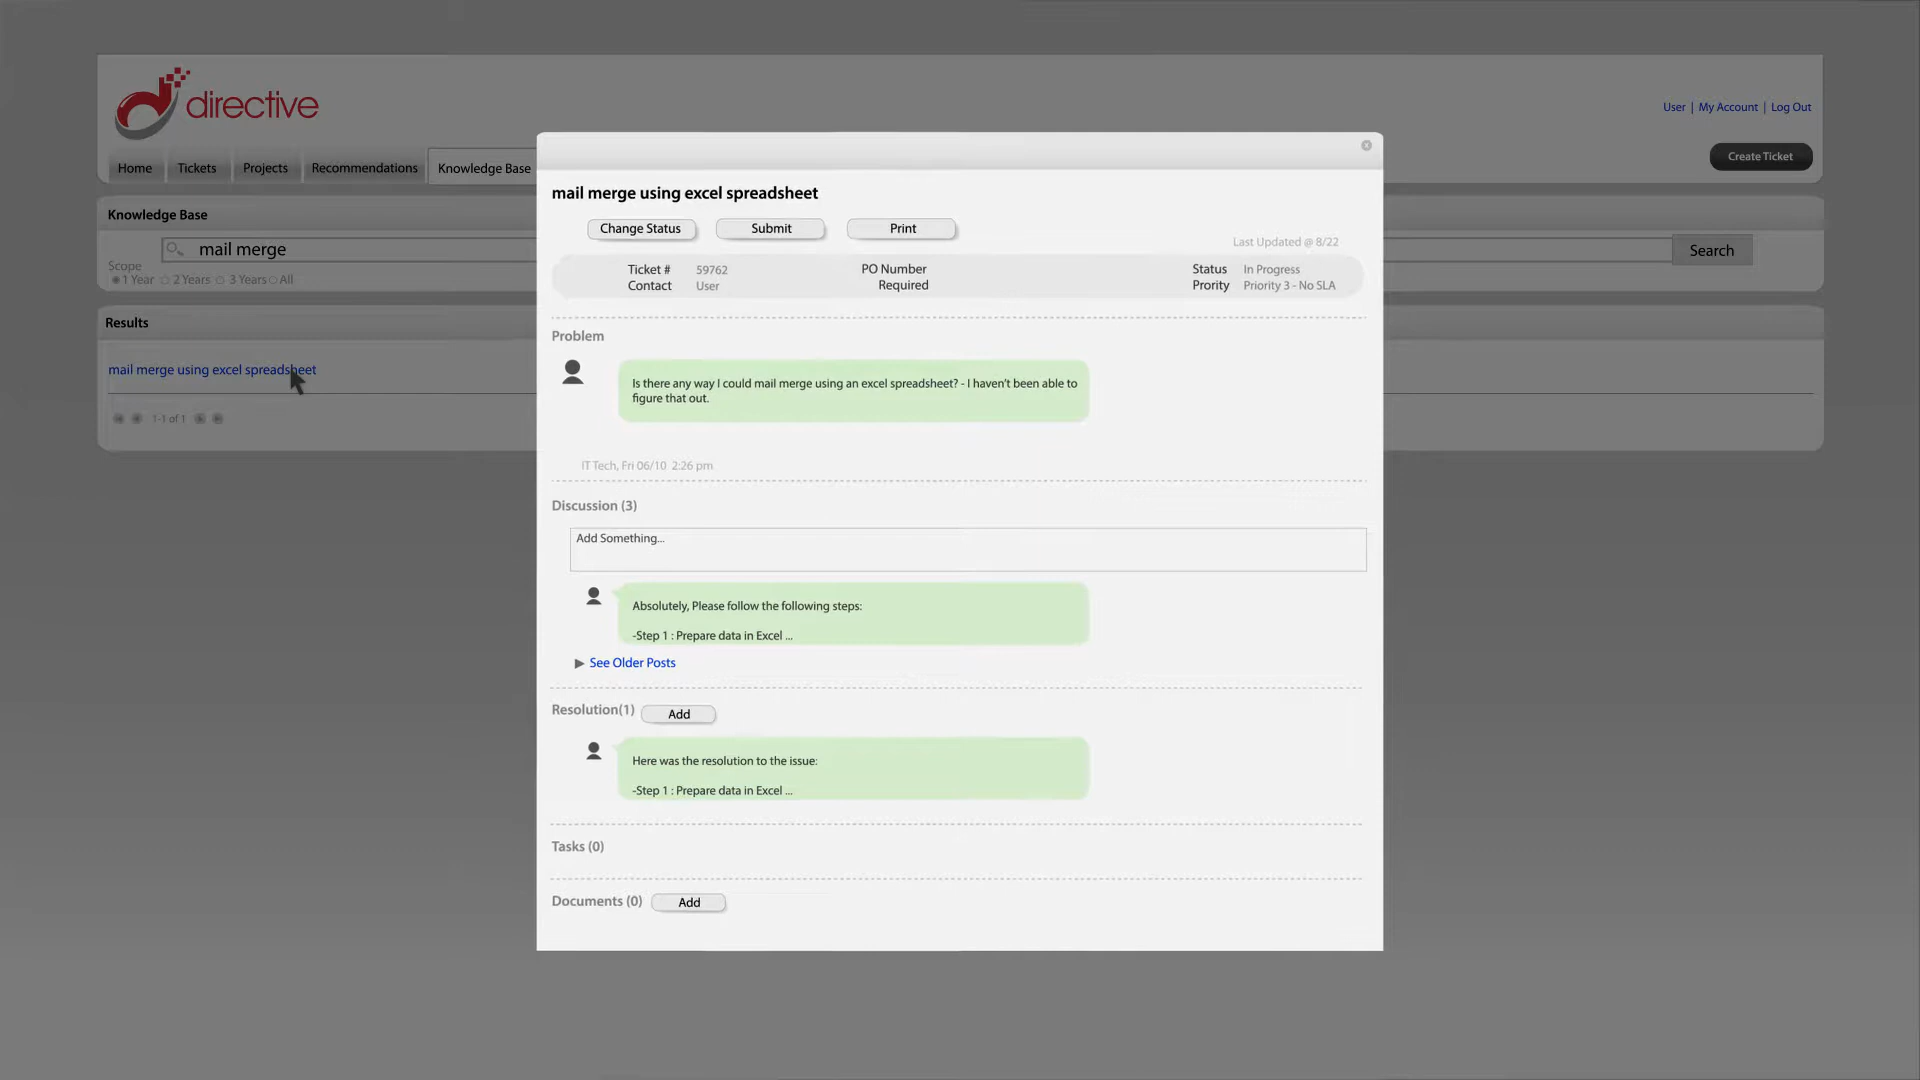 directive
User | My Account | Log Out
Home Tickets Projects Recommendations Knowledge Base
Create Ticket
Knowledge Base
mail merge
Search
Scope
1 Year 2 Years 3 Years All
Results
mail merge using excel spreadsheet
1-1 of 1
mail merge using excel spreadsheet
Change Status Submit Print
Last Updated @ 8/22
Ticket # 59762 PO Number Status In Progress
Contact User Required Prority Priority 3 - No SLA
Problem
Is there any way I could mail merge using an excel spreadsheet? - I haven't been able to
figure that out.
IT Tech, Fri 06/10 2:26 pm
Discussion (3)
Add Something...
Absolutely, Please follow the following steps:
-Step 1 : Prepare data in Excel ...
See Older Posts
Resolution(1) Add
Here was the resolution to the issue:
-Step 1 : Prepare data in Excel ...
Tasks (0)
Documents (0) Add